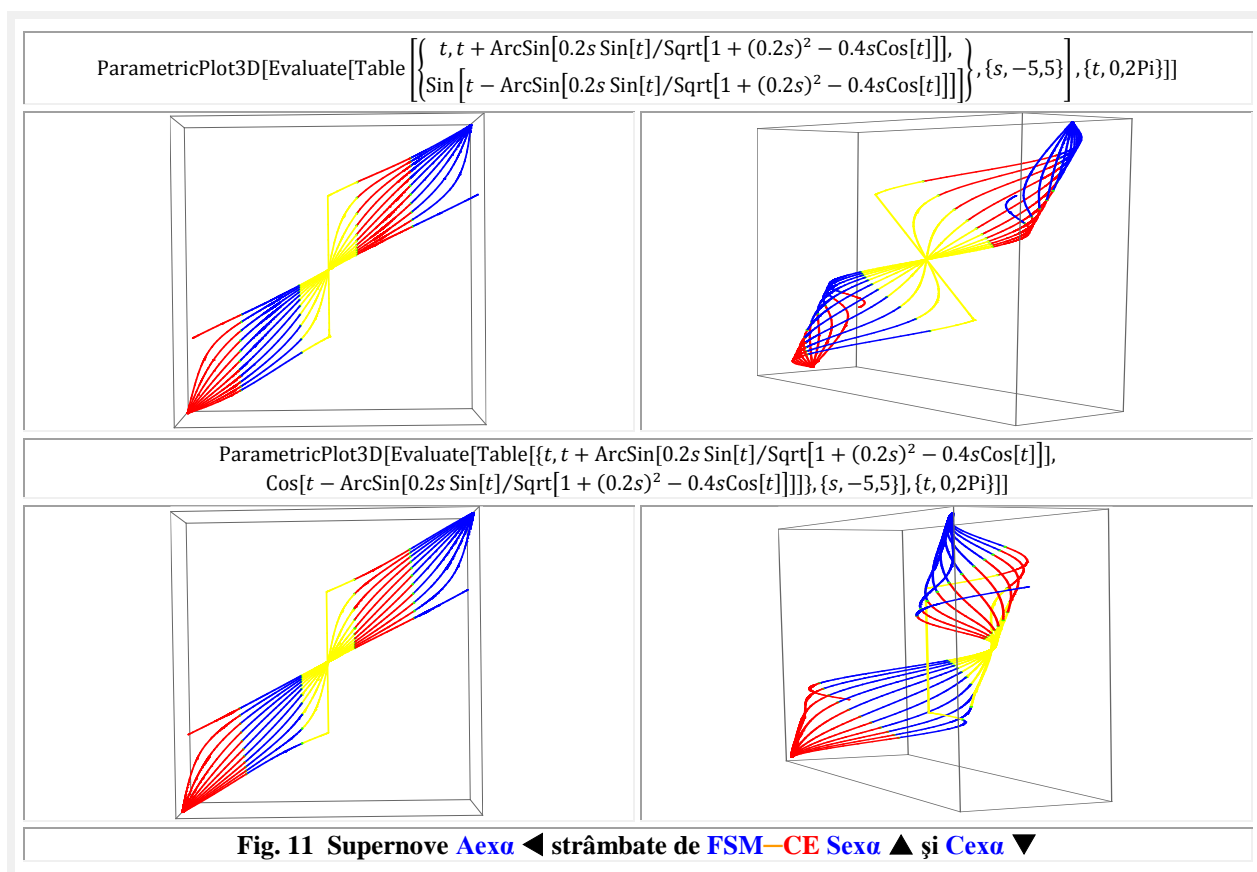 ParametricPlot3D[Evaluate[Table[{t, t + ArcSin[0.2s Sin[t]/Sqrt[1 + (0.2s)² − 0.4sCos[t]]],
Sin[t − ArcSin[0.2s Sin[t]/Sqrt[1 + (0.2s)² − 0.4sCos[t]]]]}, {s, −5,5}], {t, 0,2Pi}]]
ParametricPlot3D[Evaluate[Table[{t, t + ArcSin[0.2s Sin[t]/Sqrt[1 + (0.2s)² − 0.4sCos[t]]],
Cos[t − ArcSin[0.2s Sin[t]/Sqrt[1 + (0.2s)² − 0.4sCos[t]]]]}, {s, −5,5}], {t, 0,2Pi}]]
Fig. 11 Supernove Aexα ◄ strâmbate de FSM—CE Sexα ▲ şi Cexα ▼